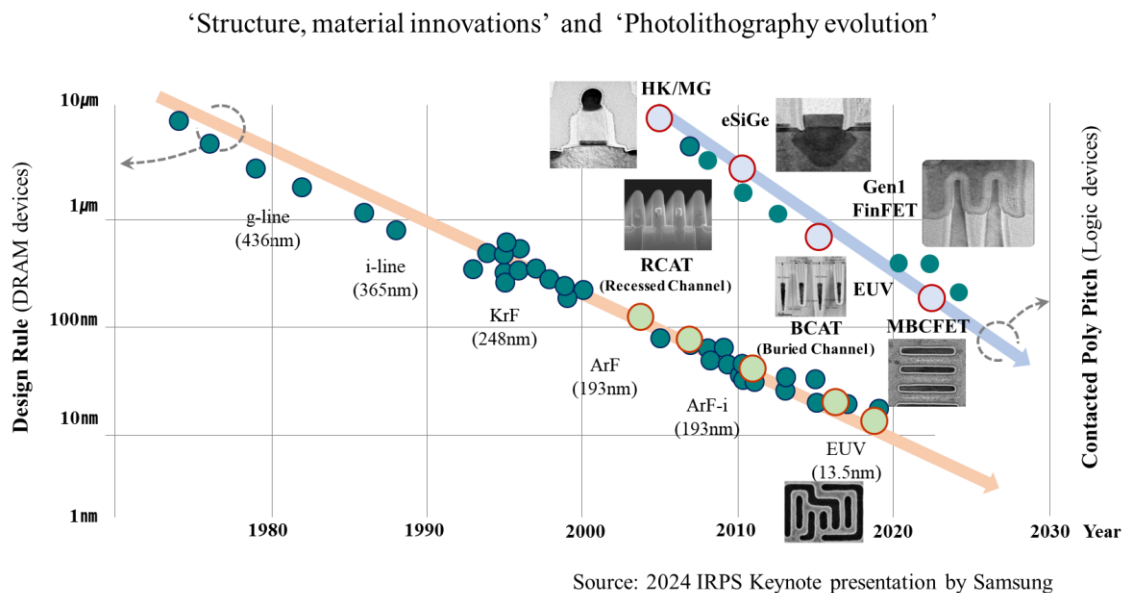 ‘Structure, material innovations’ and ‘Photolithography evolution’
10㎛
1㎛
100nm
10nm
1nm
Design Rule (DRAM devices)
HK/MG
eSiGe
Gen1
FinFET
g-line
(436nm)
i-line
(365nm)
RCAT
(Recessed Channel)
EUV
KrF
(248nm)
BCAT
(Buried Channel)
MBCFET
ArF
(193nm)
ArF-i
(193nm)
EUV
(13.5nm)
Contacted Poly Pitch (Logic devices)
1980
1990
2000
2010
2020
2030
Year
Source: 2024 IRPS Keynote presentation by Samsung